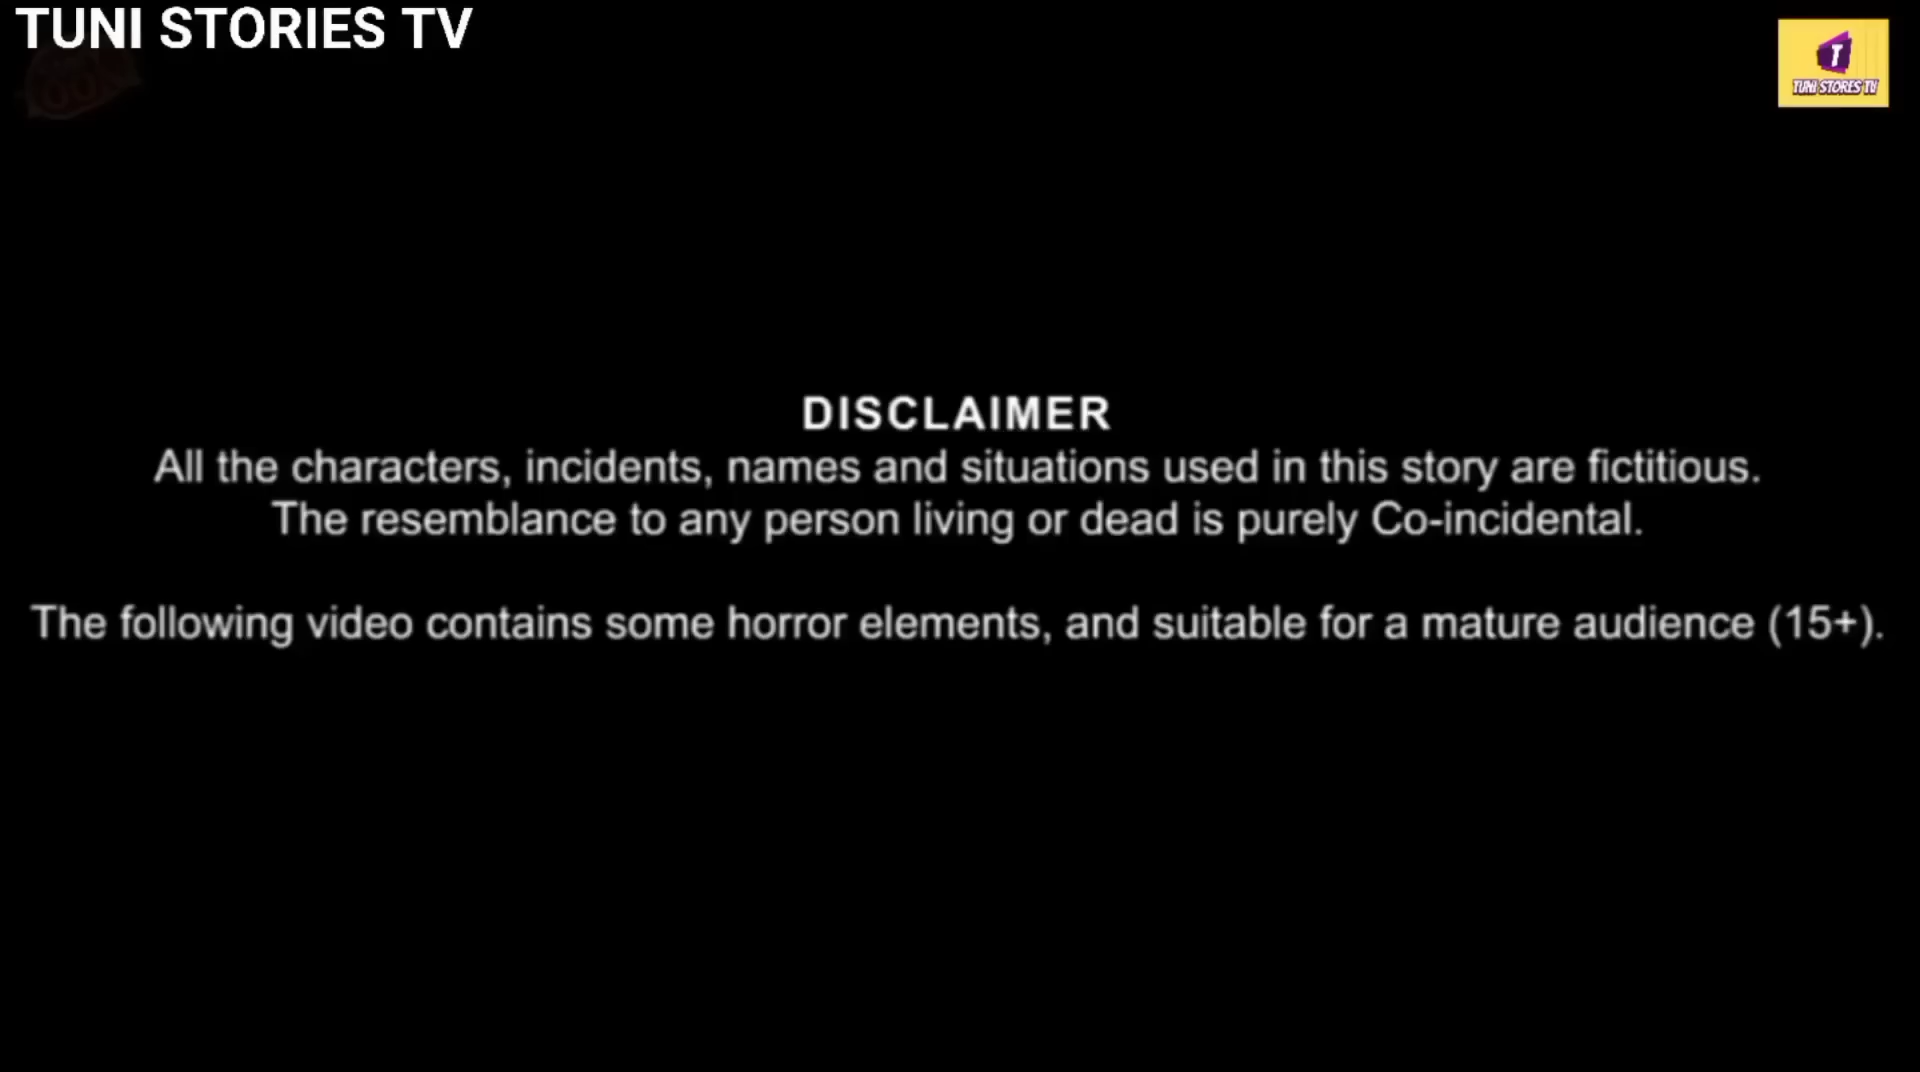 TUNI STORIES TV
T
TUNI STORES TV
DISCLAIMER
All the characters, incidents, names and situations used in this story are fictitious.
The resemblance to any person living or dead is purely Co-incidental.
The following video contains some horror elements, and suitable for a mature audience (15+).